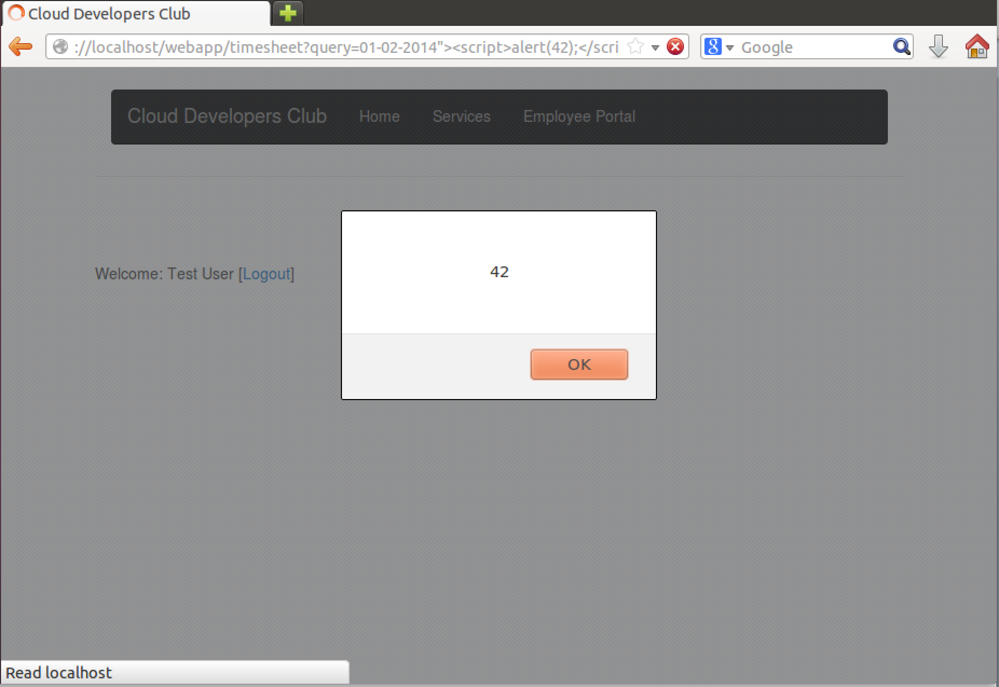 Cloud Developers Club
://localhost/webapp/timesheet?query=01-02-2014"><script>alert(42);</scri
Google
Cloud Developers Club Home Services Employee Portal
42
Welcome: Test User [Logout]
OK
Read localhost